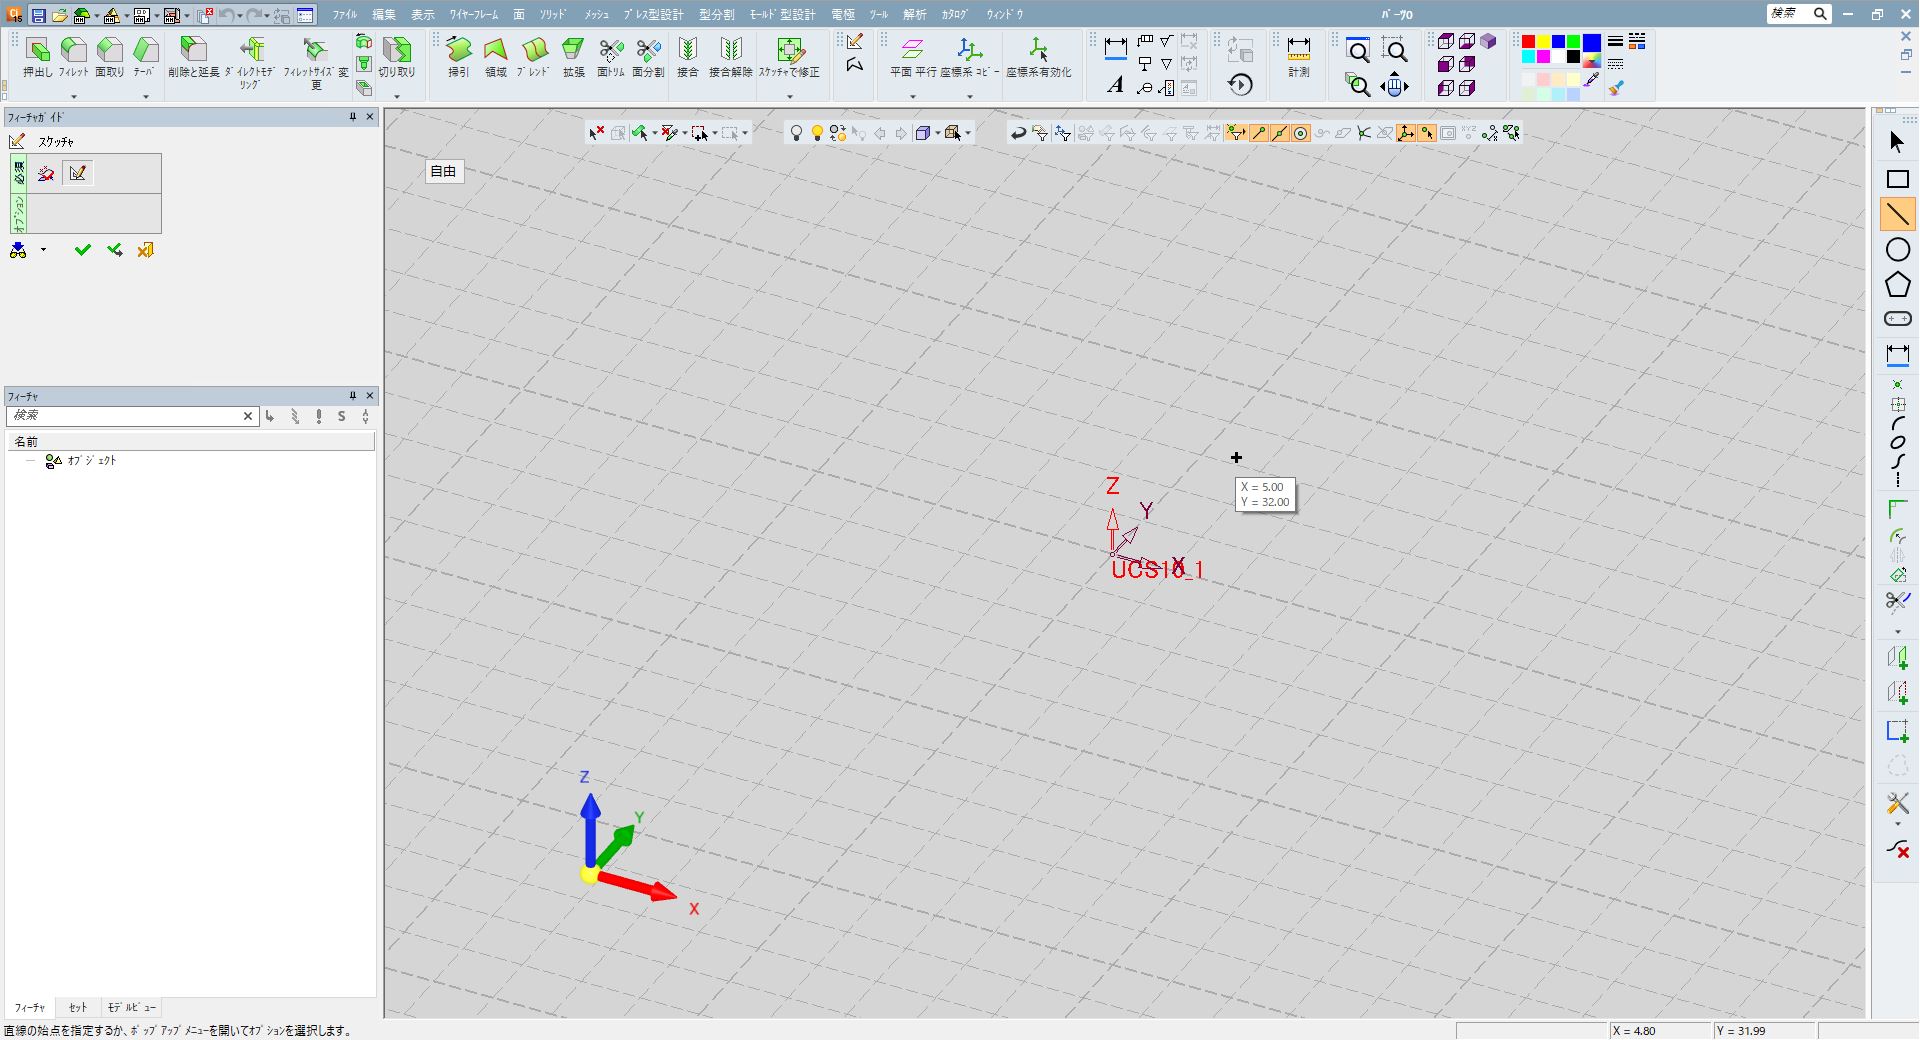 ファイル 編集 表示 ワイヤーフレーム 面 ソリッド メッシュ プレス型設計 型分割 モールド型設計 電極 ツール 解析 カタログ ウィンドウ
パーツ0
検索
押出し フィレット 面取り テーパ 削除と延長 ダイレクトモデリング フィレットサイズ変更 切り取り
掃引 領域 ブレンド 拡張 面トリム 面分割 接合 接合解除 スケッチで修正
平面 平行 座標系 コピー 座標系有効化
計測
フィーチャガイド
スケッチ
必須
オプション
自由
フィーチャ
検索
S
名前
オブジェクト
X = 5.00
Y = 32.00
Z
Y
X
UCS10_1
Z
Y
X
フィーチャ セット モデルビュー
直線の始点を指定するか、ポップアップメニューを開いてオプションを選択します。
X = 4.80
Y = 31.99